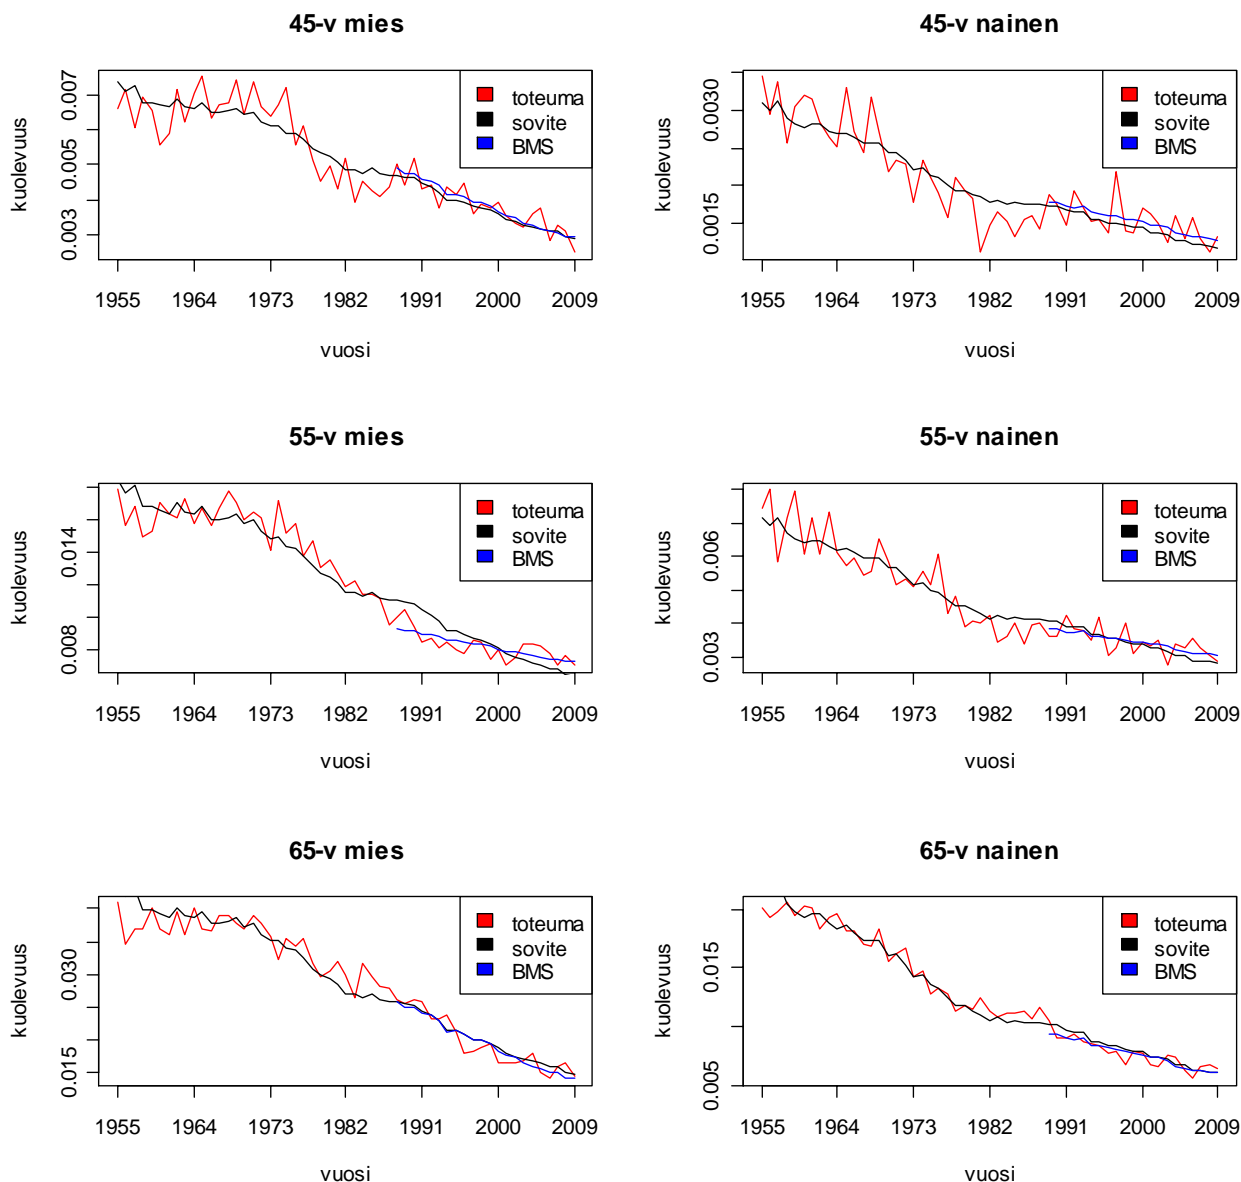 45-v mies
kuolevuus
0.007
0.005
0.003
toteuma
sovite
BMS
1955 1964 1973 1982 1991 2000 2009
vuosi
45-v nainen
kuolevuus
0.0030
0.0015
toteuma
sovite
BMS
1955 1964 1973 1982 1991 2000 2009
vuosi
55-v mies
kuolevuus
0.014
0.008
toteuma
sovite
BMS
1955 1964 1973 1982 1991 2000 2009
vuosi
55-v nainen
kuolevuus
0.006
0.003
toteuma
sovite
BMS
1955 1964 1973 1982 1991 2000 2009
vuosi
65-v mies
kuolevuus
0.030
0.015
toteuma
sovite
BMS
1955 1964 1973 1982 1991 2000 2009
vuosi
65-v nainen
kuolevuus
0.015
0.005
toteuma
sovite
BMS
1955 1964 1973 1982 1991 2000 2009
vuosi